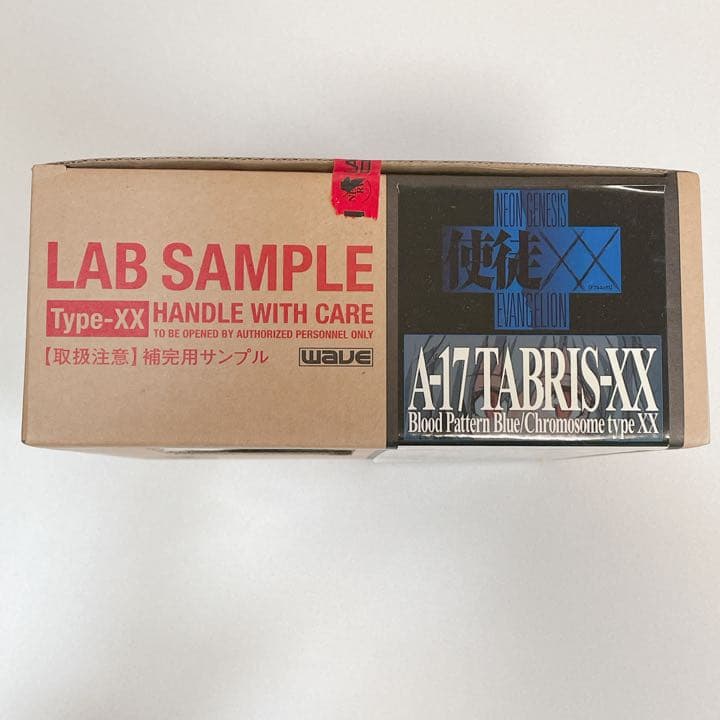 LAB SAMPLE
Type-XX HANDLE WITH CARE
TO BE OPENED BY AUTHORIZED PERSONNEL ONLY
【取扱注意】補完用サンプル
WAVE
NEON GENESIS
使徒XX
EVANGELION
A-17 TABRIS-XX
Blood Pattern Blue/Chromosome type XX